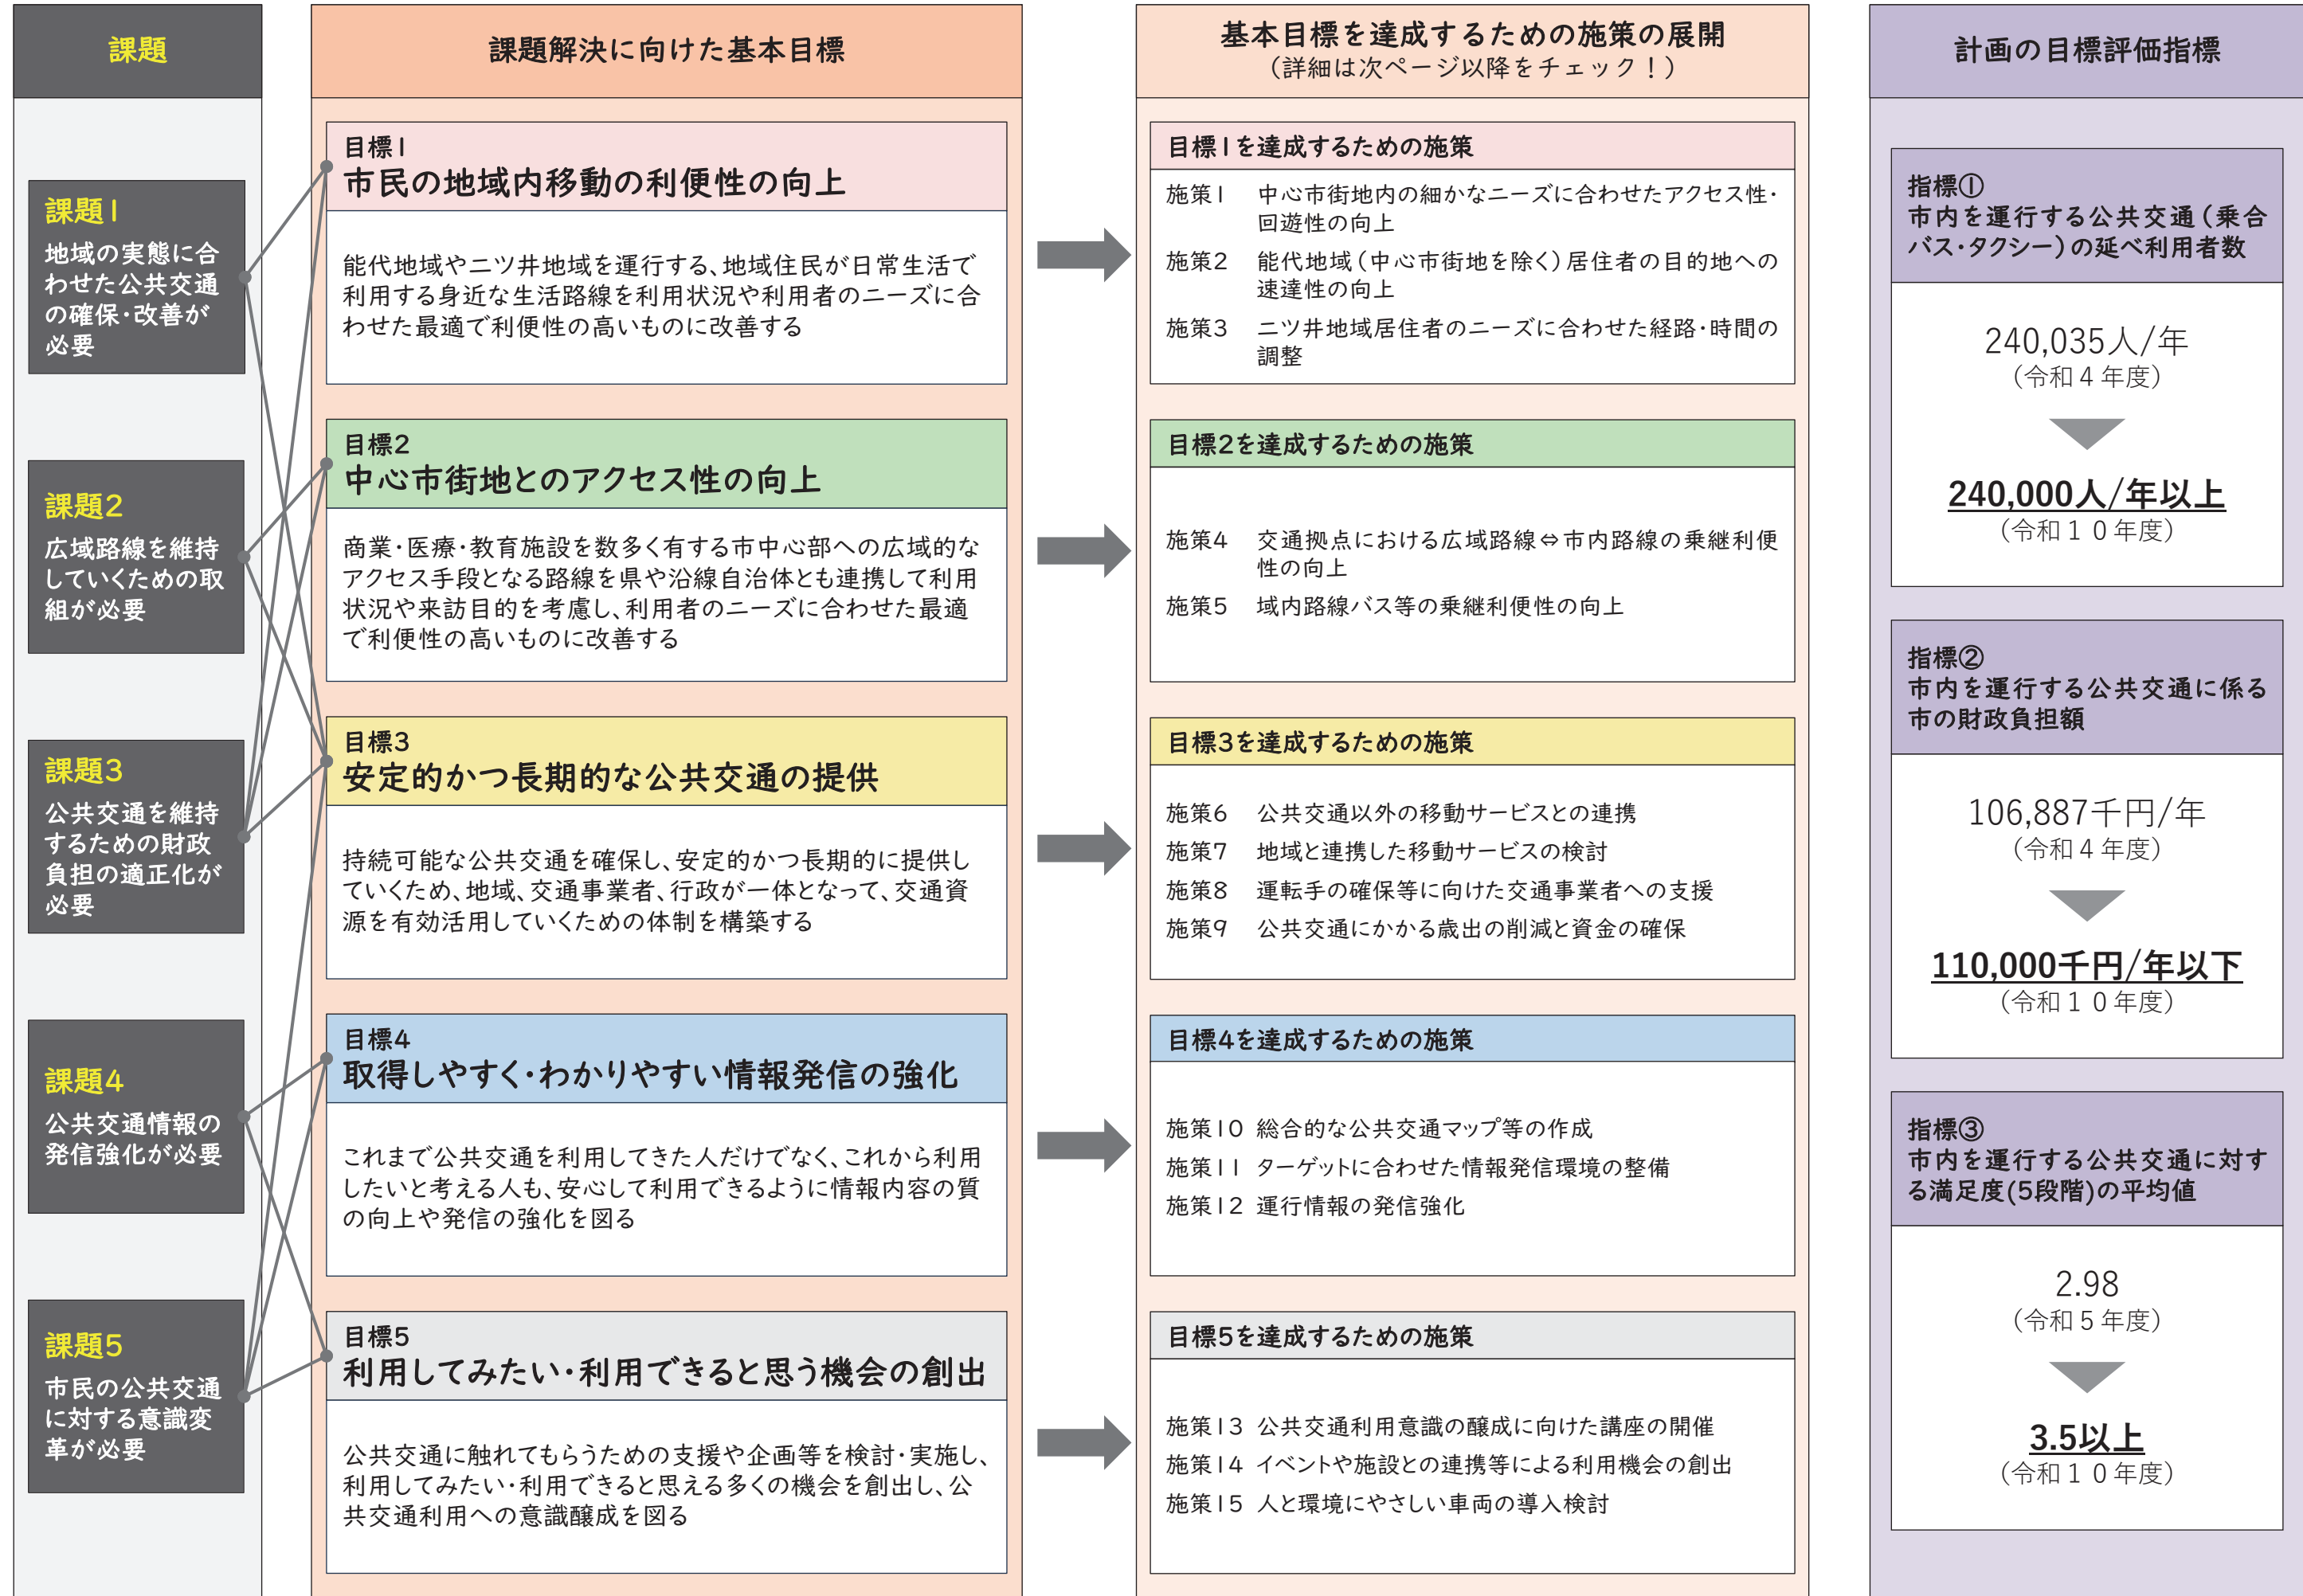 課題
課題1
地域の実態に合
わせた公共交通
の確保・改善が
必要
課題2
広域路線を維持
していくための取
組が必要
課題3
公共交通を維持
するための財政
負担の適正化が
必要
課題4
公共交通情報の
発信強化が必要
課題5
市民の公共交通
に対する意識変
革が必要
課題解決に向けた基本目標
目標1
市民の地域内移動の利便性の向上
能代地域や二ツ井地域を運行する、地域住民が日常生活で
利用する身近な生活路線を利用状況や利用者のニーズに合
わせた最適で利便性の高いものに改善する
目標2
中心市街地とのアクセス性の向上
商業・医療・教育施設を数多く有する市中心部への広域的な
アクセス手段となる路線を県や沿線自治体とも連携して利用
状況や来訪目的を考慮し、利用者のニーズに合わせた最適
で利便性の高いものに改善する
目標3
安定的かつ長期的な公共交通の提供
持続可能な公共交通を確保し、安定的かつ長期的に提供し
ていくため、地域、交通事業者、行政が一体となって、交通資
源を有効活用していくための体制を構築する
目標4
取得しやすく・わかりやすい情報発信の強化
これまで公共交通を利用してきた人だけでなく、これから利用
したいと考える人も、安心して利用できるように情報内容の質
の向上や発信の強化を図る
目標5
利用してみたい・利用できると思う機会の創出
公共交通に触れてもらうための支援や企画等を検討・実施し、
利用してみたい・利用できると思える多くの機会を創出し、公
共交通利用への意識醸成を図る
基本目標を達成するための施策の展開
（詳細は次ページ以降をチェック！）
目標1を達成するための施策
施策1 中心市街地内の細かなニーズに合わせたアクセス性・
回遊性の向上
施策2 能代地域（中心市街地を除く）居住者の目的地への
速達性の向上
施策3 二ツ井地域居住者のニーズに合わせた経路・時間の
調整
目標2を達成するための施策
施策4 交通拠点における広域路線⇔市内路線の乗継利便
性の向上
施策5 域内路線バス等の乗継利便性の向上
目標3を達成するための施策
施策6 公共交通以外の移動サービスとの連携
施策7 地域と連携した移動サービスの検討
施策8 運転手の確保等に向けた交通事業者への支援
施策9 公共交通にかかる歳出の削減と資金の確保
目標4を達成するための施策
施策10 総合的な公共交通マップ等の作成
施策11 ターゲットに合わせた情報発信環境の整備
施策12 運行情報の発信強化
目標5を達成するための施策
施策13 公共交通利用意識の醸成に向けた講座の開催
施策14 イベントや施設との連携等による利用機会の創出
施策15 人と環境にやさしい車両の導入検討
計画の目標評価指標
指標①
市内を運行する公共交通（乗合
バス・タクシー）の延べ利用者数
240,035人/年
（令和４年度）
240,000人/年以上
（令和１０年度）
指標②
市内を運行する公共交通に係る
市の財政負担額
106,887千円/年
（令和４年度）
110,000千円/年以下
（令和１０年度）
指標③
市内を運行する公共交通に対す
る満足度(5段階)の平均値
2.98
（令和５年度）
3.5以上
（令和１０年度）